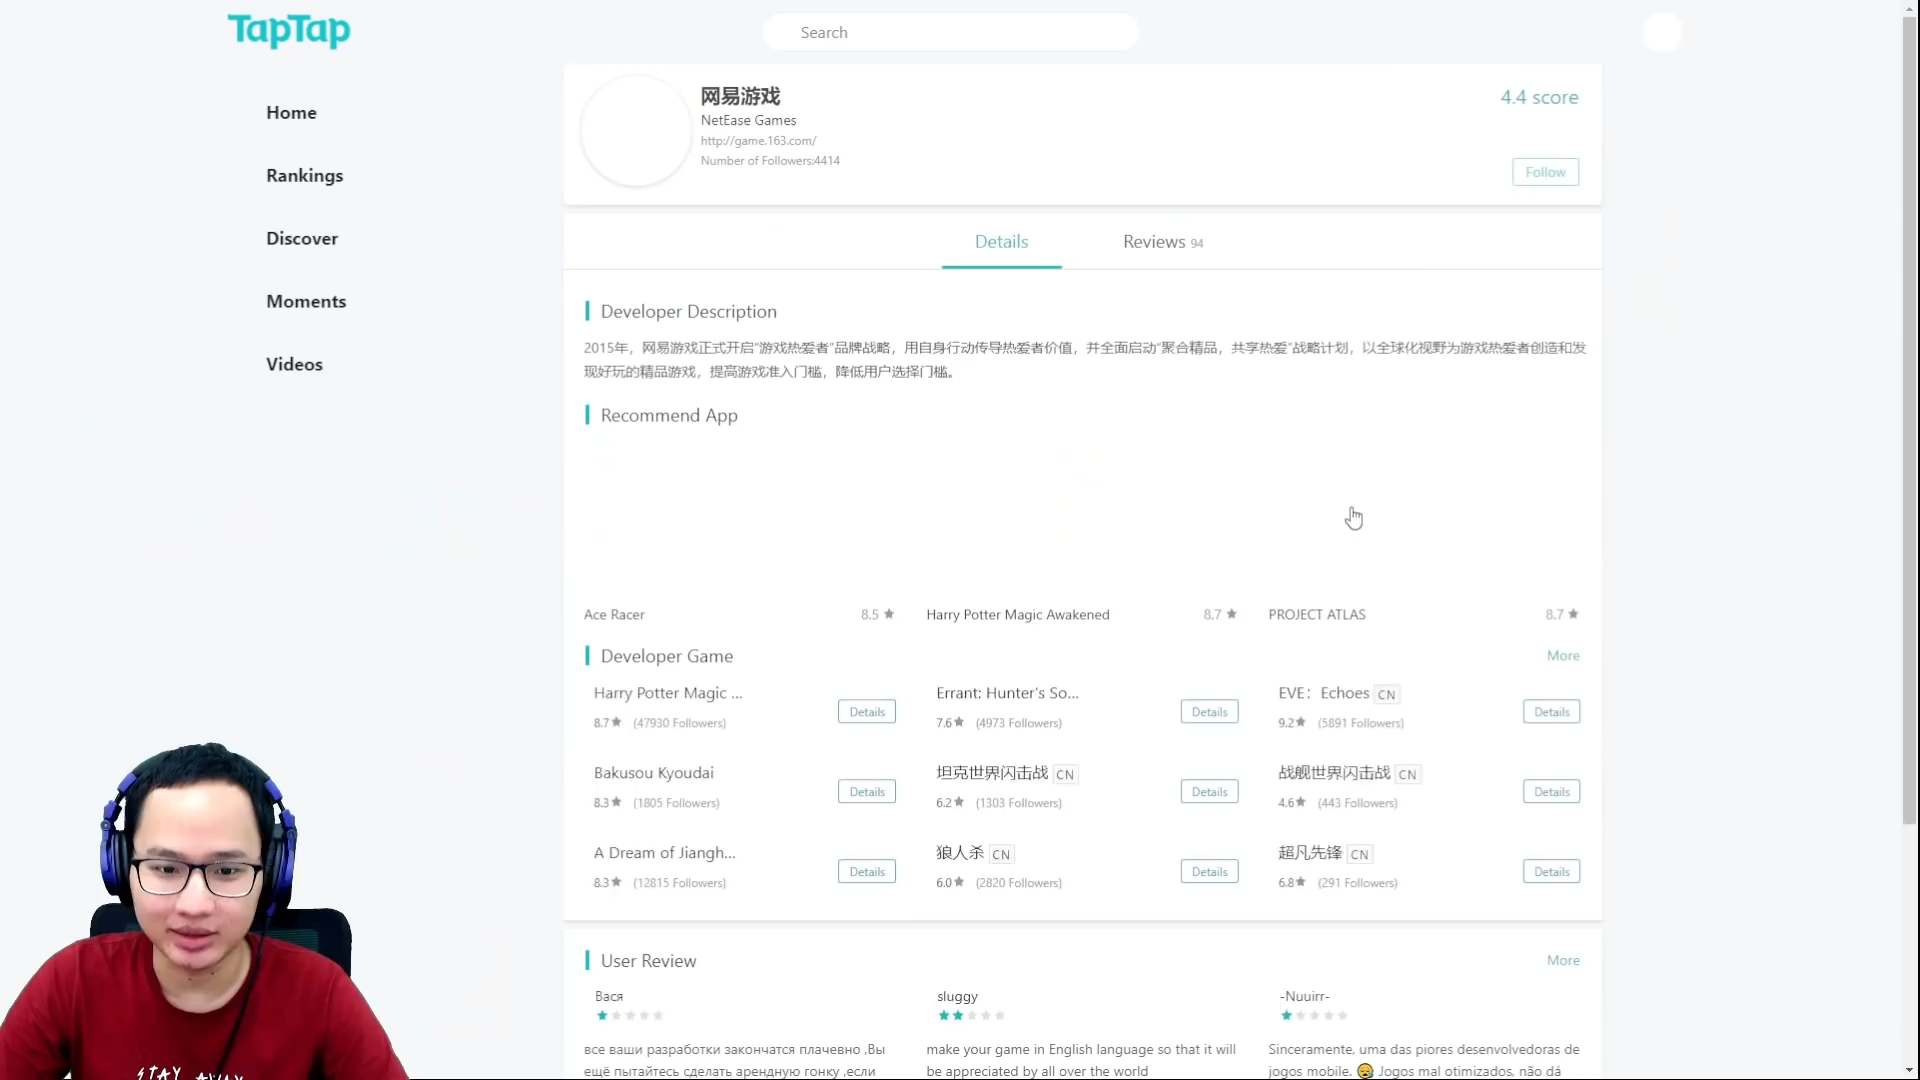 TapTap
Search
Home
Rankings
Discover
Moments
Videos
网易游戏
NetEase Games
http://game.163.com/
Number of Followers:4414
4.4 score
Follow
Details
Reviews 94
Developer Description
2015年，网易游戏正式开启“游戏热爱者”品牌战略，用自身行动传导热爱者价值，并全面启动“聚合精品，共享热爱”战略计划，以全球化视野为游戏热爱者创造和发
现好玩的精品游戏，提高游戏准入门槛，降低用户选择门槛。
Recommend App
Ace Racer 8.5 ★
Harry Potter Magic Awakened 8.7 ★
PROJECT ATLAS 8.7 ★
Developer Game More
Harry Potter Magic ...
8.7★ (47930 Followers)
Details
Errant: Hunter's So...
7.6★ (4973 Followers)
Details
EVE：Echoes CN
9.2★ (5891 Followers)
Details
Bakusou Kyoudai
8.3★ (1805 Followers)
Details
坦克世界闪击战 CN
6.2★ (1303 Followers)
Details
战舰世界闪击战 CN
4.6★ (443 Followers)
Details
A Dream of Jiangh...
8.3★ (12815 Followers)
Details
狼人杀 CN
6.0★ (2820 Followers)
Details
超凡先锋 CN
6.8★ (291 Followers)
Details
User Review More
Вася
все ваши разработки закончатся плачевно ,Вы
ещё пытайтесь сделать арендную гонку ,если
sluggy
make your game in English language so that it will
be appreciated by all over the world
-Nuuirr-
Sinceramente, uma das piores desenvolvedoras de
jogos mobile. 😪 Jogos mal otimizados, não dá
STAY AWAY